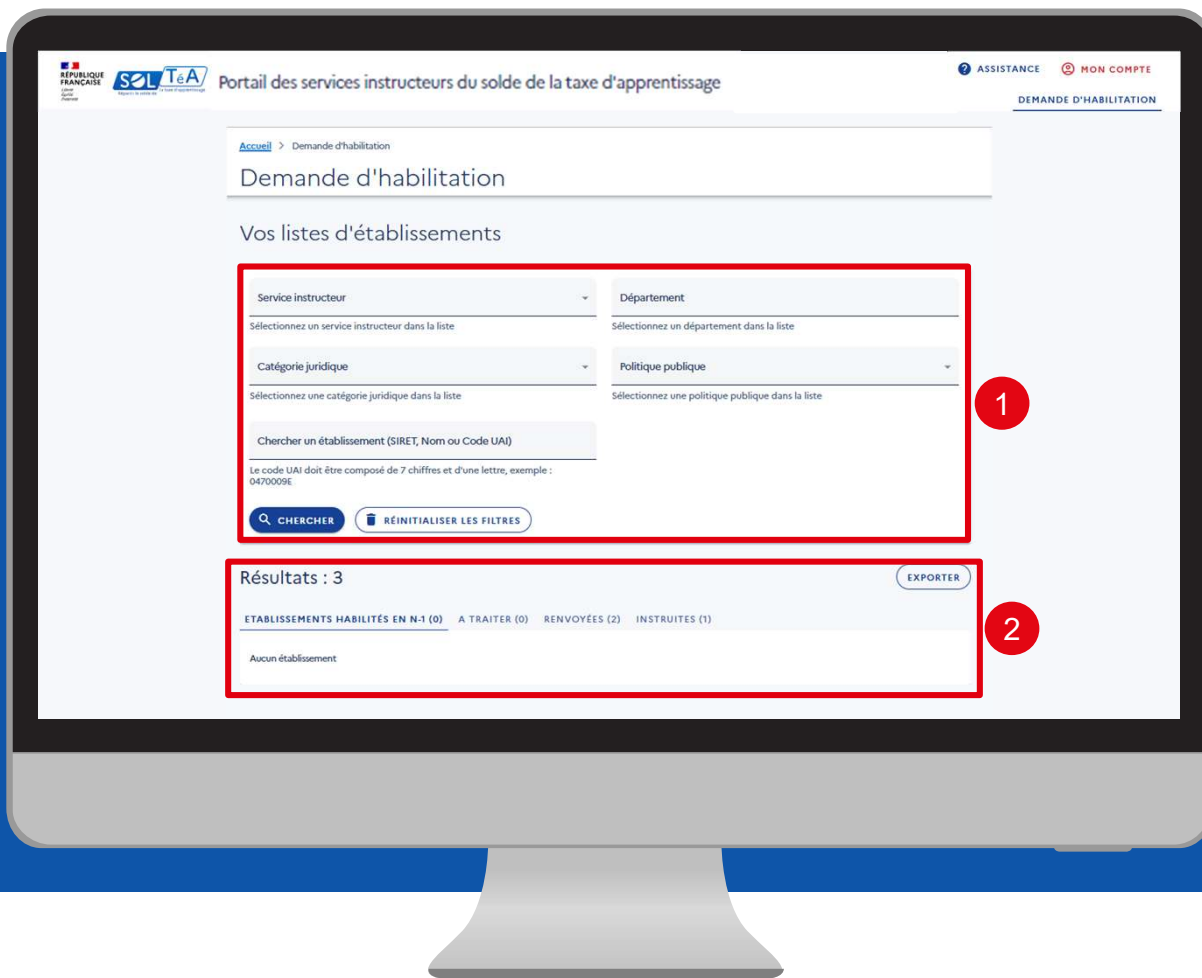 RÉPUBLIQUE
FRANÇAISE
Liberté
Égalité
Fraternité
SOLTéA
Portail des services instructeurs du solde de la taxe d'apprentissage
ASSISTANCE
MON COMPTE
DEMANDE D'HABILITATION
Accueil > Demande d'habilitation
Demande d'habilitation
Vos listes d'établissements
Service instructeur
Département
Sélectionnez un service instructeur dans la liste
Sélectionnez un département dans la liste
Catégorie juridique
Politique publique
Sélectionnez une catégorie juridique dans la liste
Sélectionnez une politique publique dans la liste
1
Chercher un établissement (SIRET, Nom ou Code UAI)
Le code UAI doit être composé de 7 chiffres et d'une lettre, exemple :
0470009E
CHERCHER
RÉINITIALISER LES FILTRES
Résultats : 3
EXPORTER
ETABLISSEMENTS HABILITÉS EN N-1 (0) A TRAITER (0) RENVOYÉES (2) INSTRUITES (1)
2
Aucun établissement